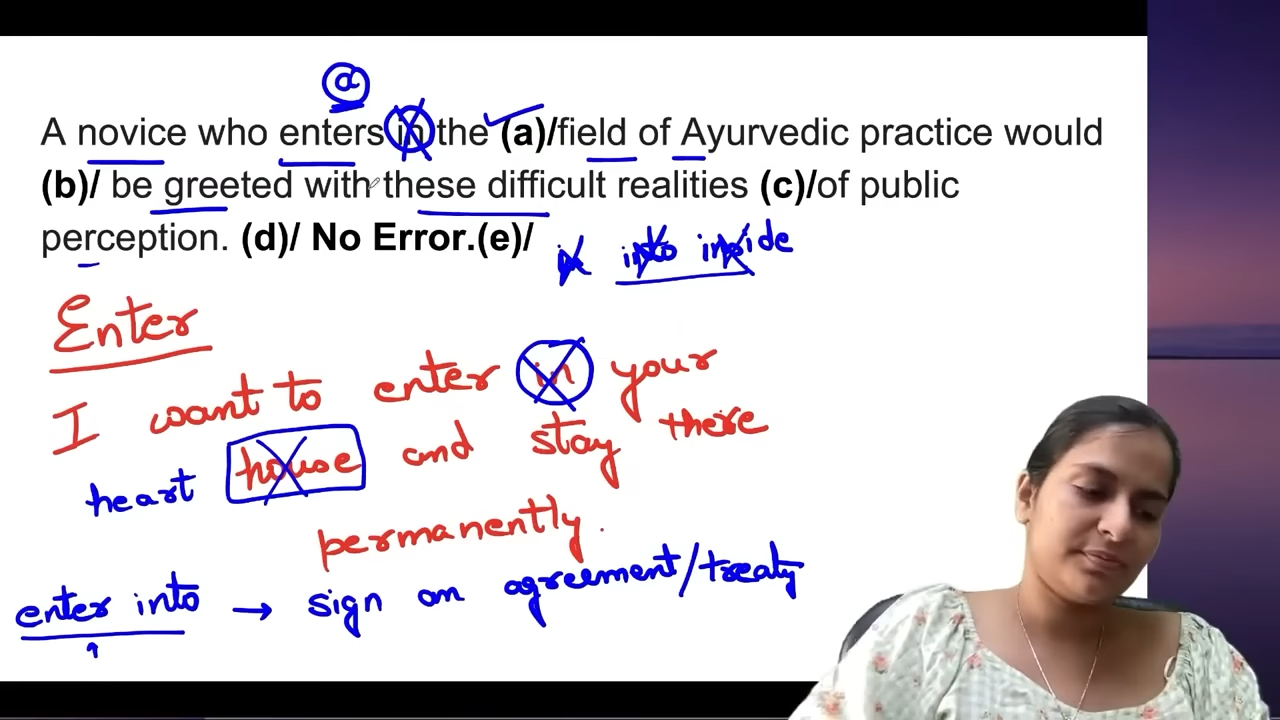 a
A novice who enters in the (a)/field of Ayurvedic practice would
(b)/ be greeted with these difficult realities (c)/of public
perception. (d)/ No Error.(e)/
in into inside
Enter
I want to enter in your
heart house and stay there
permanently.
enter into → sign an agreement/treaty